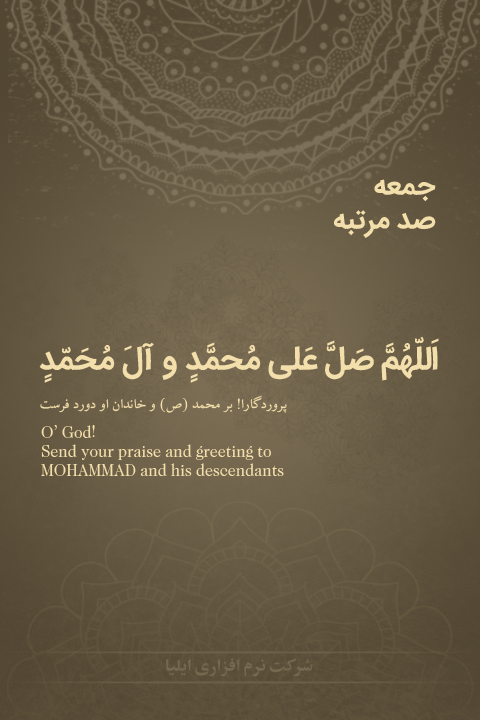 جمعه
صد مرتبه
اَللّهُمَّ صَلَّ عَلی مُحمَّدٍ و آلَ مُحَمّدٍ
پروردگارا! بر محمد (ص) و خاندان او دورد فرست
O’ God!
Send your praise and greeting to
MOHAMMAD and his descendants
شرکت نرم افزاری ایلیا